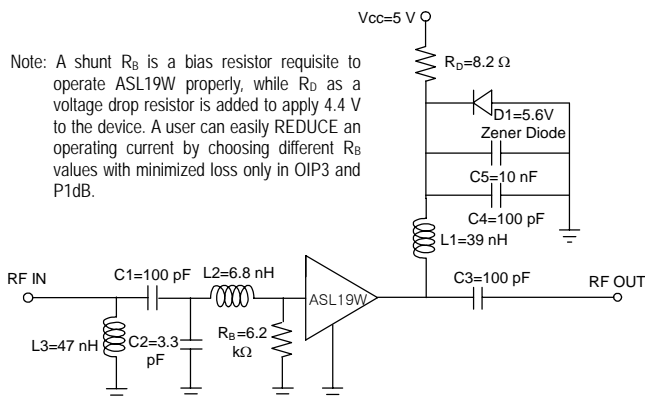 Vcc=5 V
Note: A shunt RB is a bias resistor requisite to
operate ASL19W properly, while RD as a
voltage drop resistor is added to apply 4.4 V
to the device. A user can easily REDUCE an
operating current by choosing different RB
values with minimized loss only in OIP3 and
P1dB.
RD=8.2 Ω
D1=5.6V
Zener Diode
C5=10 nF
C4=100 pF
L1=39 nH
RF IN
C1=100 pF
L2=6.8 nH
ASL19W
C3=100 pF
RF OUT
L3=47 nH
C2=3.3
pF
RB=6.2
kΩ